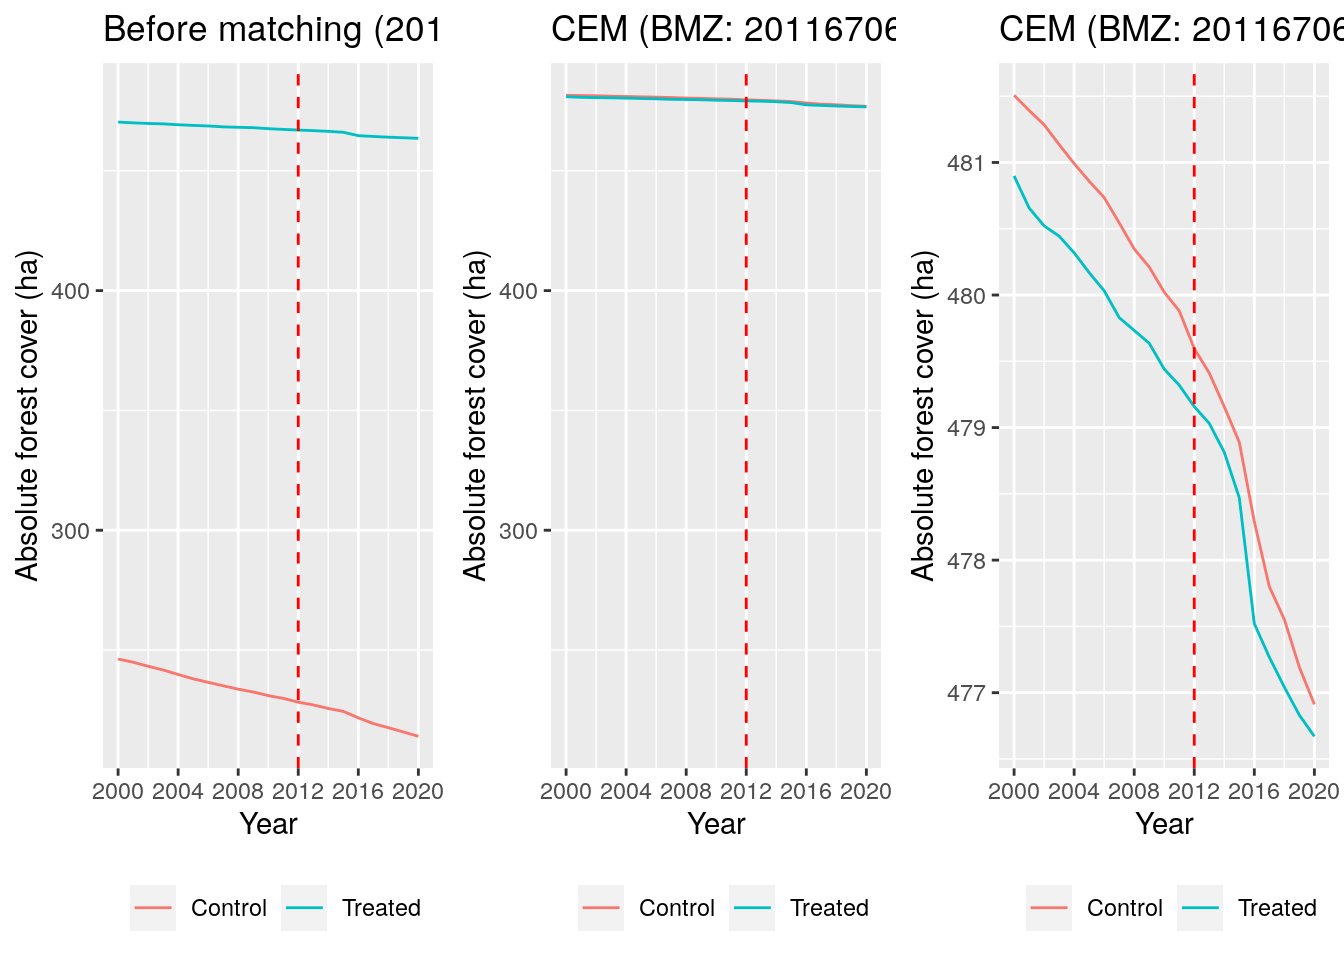 Before matching (201
Absolute forest cover (ha)
400
300
2000 2004 2008 2012 2016 2020
Year
Control Treated
CEM (BMZ: 20116706
Absolute forest cover (ha)
400
300
2000 2004 2008 2012 2016 2020
Year
Control Treated
CEM (BMZ: 20116706
Absolute forest cover (ha)
481
480
479
478
477
2000 2004 2008 2012 2016 2020
Year
Control Treated